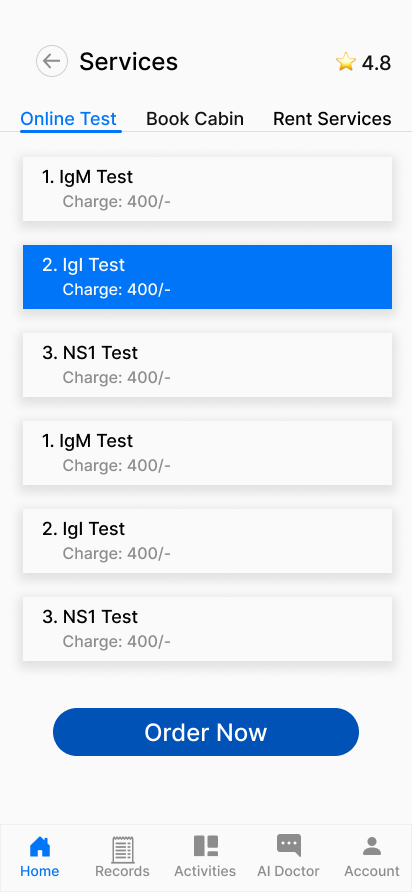 Services
4.8
Online Test Book Cabin Rent Services
1. IgM Test
Charge: 400/-
2. IgI Test
Charge: 400/-
3. NS1 Test
Charge: 400/-
1. IgM Test
Charge: 400/-
2. IgI Test
Charge: 400/-
3. NS1 Test
Charge: 400/-
Order Now
Home Records Activities AI Doctor Account